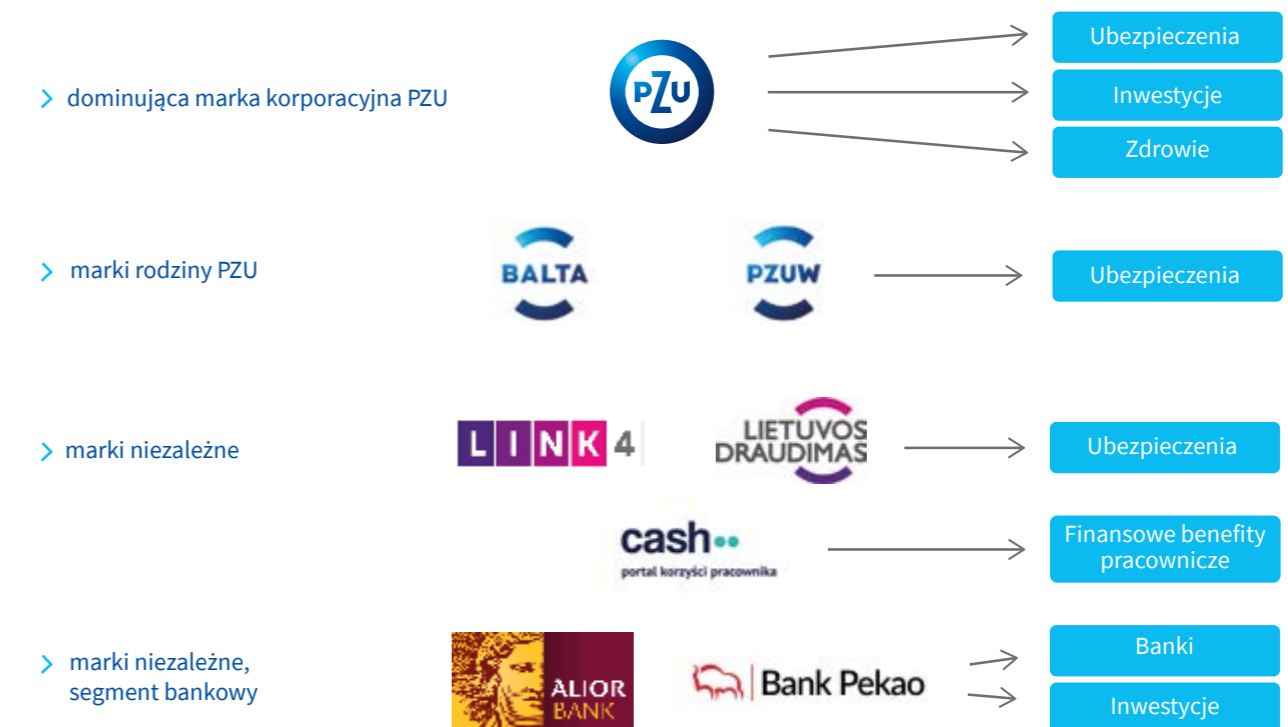 Ubezpieczenia
dominująca marka korporacyjna PZU
PZU
Inwestycje
Zdrowie
marki rodziny PZU
BALTA
PZUW
Ubezpieczenia
marki niezależne
LINK4
LIETUVOS
DRAUDIMAS
Ubezpieczenia
cash
portal korzyści pracownika
Finansowe benefity
pracownicze
marki niezależne,
segment bankowy
ALIOR
BANK
Bank Pekao
Banki
Inwestycje